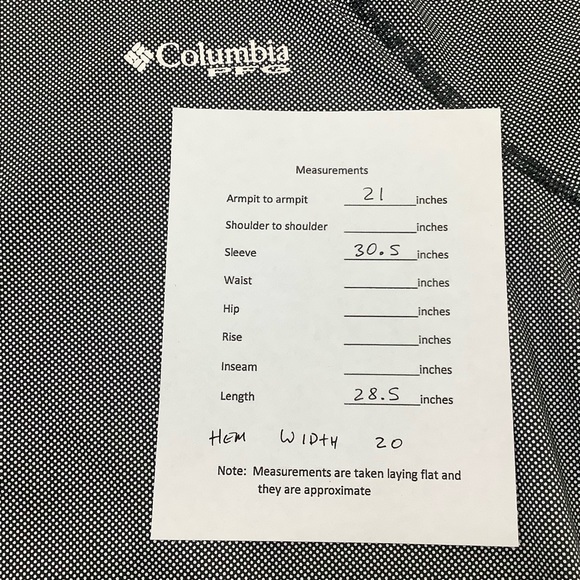 Columbia
PFG
Measurements
Armpit to armpit 21 inches
Shoulder to shoulder inches
Sleeve 30.5 inches
Waist inches
Hip inches
Rise inches
Inseam inches
Length 28.5 inches
HEM WIDTH 20
Note: Measurements are taken laying flat and
they are approximate